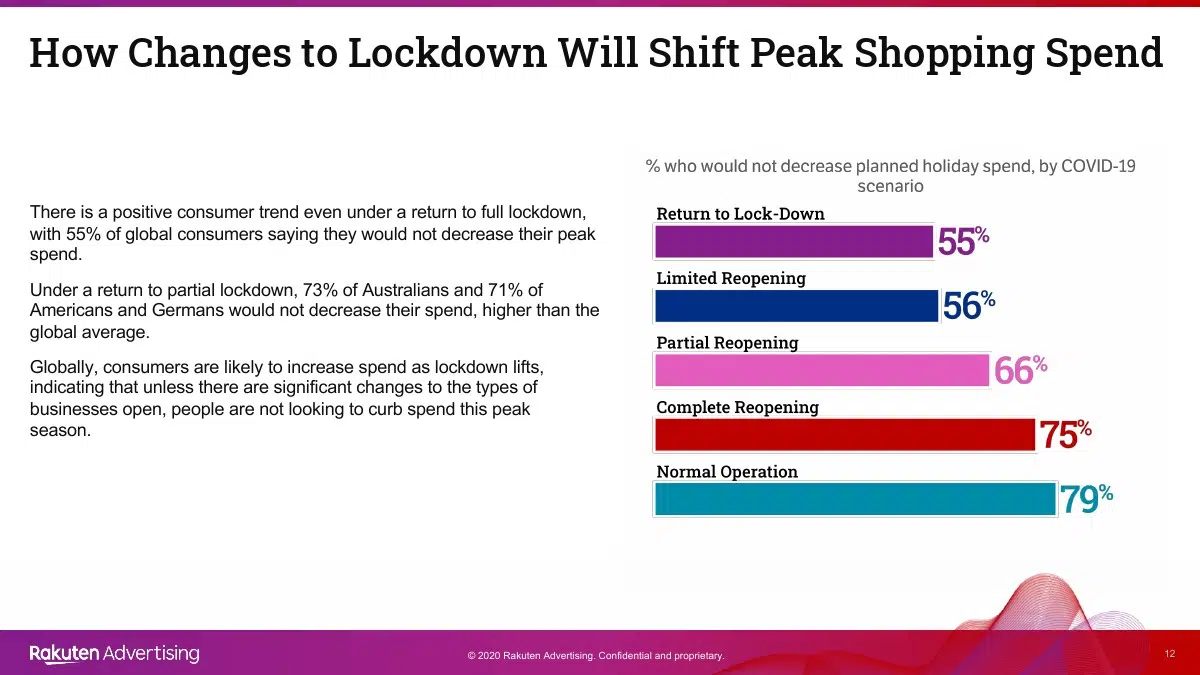 How Changes to Lockdown Will Shift Peak Shopping Spend
There is a positive consumer trend even under a return to full lockdown,
with 55% of global consumers saying they would not decrease their peak
spend.
Under a return to partial lockdown, 73% of Australians and 71% of
Americans and Germans would not decrease their spend, higher than the
global average.
Globally, consumers are likely to increase spend as lockdown lifts,
indicating that unless there are significant changes to the types of
businesses open, people are not looking to curb spend this peak
season.
% who would not decrease planned holiday spend, by COVID-19
scenario
Return to Lock-Down
55%
Limited Reopening
56%
Partial Reopening
66%
Complete Reopening
75%
Normal Operation
79%
Rakuten Advertising
© 2020 Rakuten Advertising. Confidential and proprietary.
12